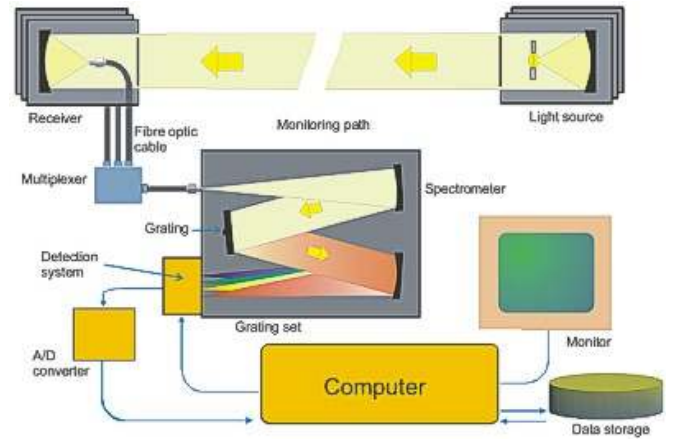 Receiver
Fibre optic
cable
Monitoring path
Light source
Multiplexer
Spectrometer
Grating
Detection
system
Grating set
Monitor
A/D
converter
Computer
Data storage